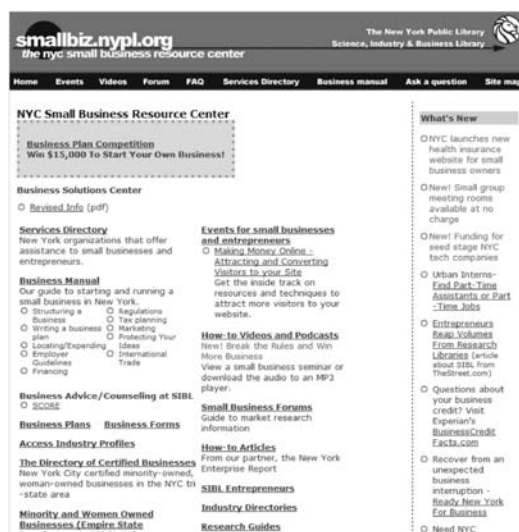 smallbiz.nypl.org
the nyc small business resource center
The New York Public Library
Science, Industry & Business Library
Home Events Videos Forum FAQ Services Directory Business manual Ask a question Site map
NYC Small Business Resource Center
Business Plan Competition
Win $15,000 To Start Your Own Business!
Business Solutions Center
Revised Info (pdf)
Services Directory
New York organizations that offer
assistance to small businesses and
entrepreneurs.
Business Manual
Our guide to starting and running a
small business in New York.
Structuring a
Business
Writing a business
plan
Locating/Expanding
Employer
Guidelines
Financing
Regulations
Tax planning
Marketing
Protecting Your
Ideas
International
Trade
Business Advice/Counseling at SIBL
SCORE
Business Plans Business Forms
Access Industry Profiles
The Directory of Certified Businesses
New York City certified minority-owned,
woman-owned businesses in the NYC tri
-state area
Minority and Women Owned
Businesses (Empire State
Events for small businesses
and entrepreneurs
Making Money Online -
Attracting and Converting
Visitors to your Site
Get the inside track on
resources and techniques to
attract more visitors to your
website.
How-to Videos and Podcasts
New! Break the Rules and Win
More Business
View a small business seminar or
download the audio to an MP3
player.
Small Business Forums
Guide to market research
information
How-to Articles
From our partner, the New York
Enterprise Report
SIBL Entrepreneurs
Industry Directories
Research Guides
What's New
NYC launches new
health insurance
website for small
business owners
New! Small group
meeting rooms
available at no
charge
New! Funding for
seed stage NYC
tech companies
Urban Interns-
Find Part-Time
Assistants or Part
-Time Jobs
Entrepreneurs
Reap Volumes
From Research
Libraries (article
about SIBL from
TheStreet.com)
Questions about
your business
credit? Visit
Experian's
BusinessCredit
Facts.com
Recover from an
unexpected
business
interruption -
Ready New York
For Business
Need NYC